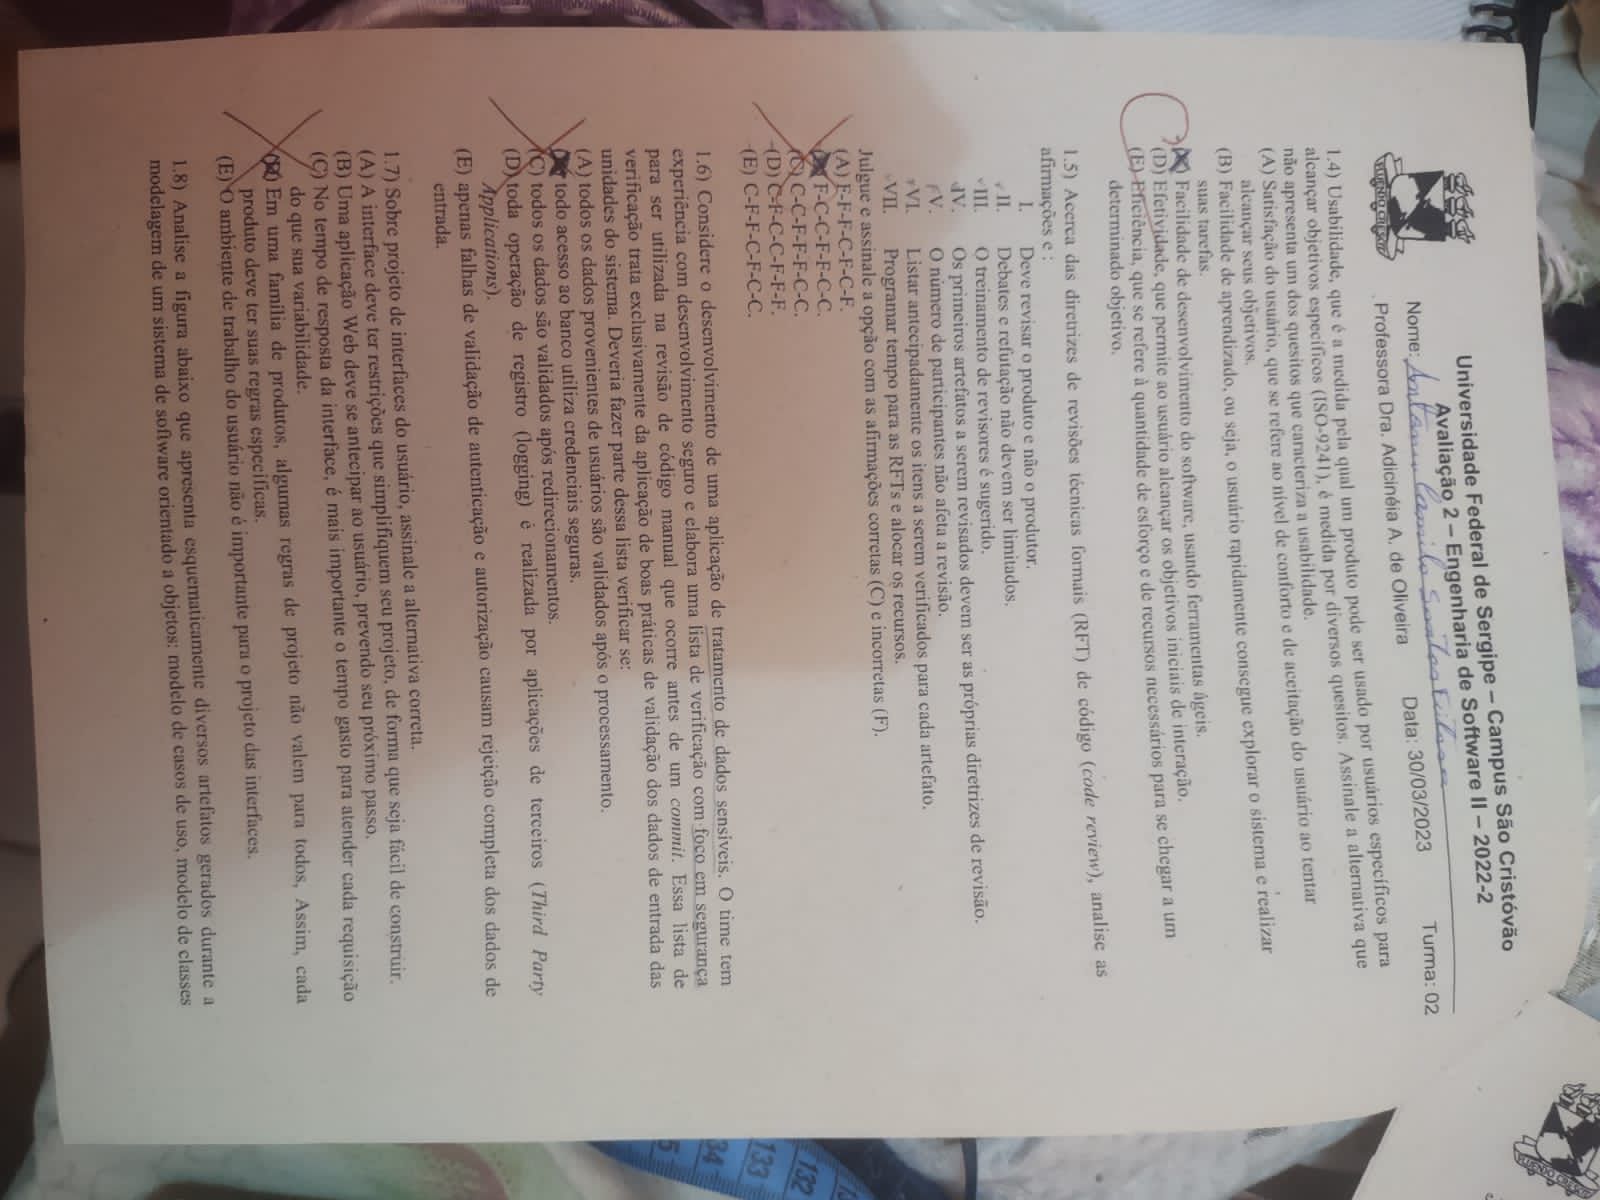 Universidade Federal de Sergipe – Campus São Cristóvão
Avaliação 2 – Engenharia de Software II – 2022-2
Nome:
Professora Dra. Adicinéia A. de Oliveira Data: 30/03/2023 Turma: 02
1.4) Usabilidade, que é a medida pela qual um produto pode ser usado por usuários específicos para
alcançar objetivos específicos (ISO-9241), é medida por diversos quesitos. Assinale a alternativa que
não apresenta um dos quesitos que caracteriza a usabilidade.
(A) Satisfação do usuário, que se refere ao nível de conforto e de aceitação do usuário ao tentar
alcançar seus objetivos.
(B) Facilidade de aprendizado, ou seja, o usuário rapidamente consegue explorar o sistema e realizar
suas tarefas.
Facilidade de desenvolvimento do software, usando ferramentas ágeis.
(D) Efetividade, que permite ao usuário alcançar os objetivos iniciais de interação.
(E) Eficiência, que se refere à quantidade de esforço e de recursos necessários para se chegar a um
determinado objetivo.
1.5) Acerca das diretrizes de revisões técnicas formais (RFT) de código (code review), analise as
afirmações e :
I. Deve revisar o produto e não o produtor.
II. Debates e refutação não devem ser limitados.
III. O treinamento de revisores é sugerido.
IV. Os primeiros artefatos a serem revisados devem ser as próprias diretrizes de revisão.
V. O número de participantes não afeta a revisão.
VI. Listar antecipadamente os itens a serem verificados para cada artefato.
VII. Programar tempo para as RFTs e alocar os recursos.
Julgue e assinale a opção com as afirmações corretas (C) e incorretas (F).
(A) F-F-F-C-F-C-F.
F-C-C-F-F-C-C.
(C) C-C-F-F-F-C-C.
(D) C-F-C-C-F-F-F.
(E) C-F-F-C-F-C-C.
1.6) Considere o desenvolvimento de uma aplicação de tratamento de dados sensíveis. O time tem
experiência com desenvolvimento seguro e elabora uma lista de verificação com foco em segurança
para ser utilizada na revisão de código manual que ocorre antes de um commit. Essa lista de
verificação trata exclusivamente da aplicação de boas práticas de validação dos dados de entrada das
unidades do sistema. Deveria fazer parte dessa lista verificar se:
(A) todos os dados provenientes de usuários são validados após o processamento.
todo acesso ao banco utiliza credenciais seguras.
(C) todos os dados são validados após redirecionamentos.
(D) toda operação de registro (logging) é realizada por aplicações de terceiros (Third Party
Applications).
(E) apenas falhas de validação de autenticação e autorização causam rejeição completa dos dados de
entrada.
1.7) Sobre projeto de interfaces do usuário, assinale a alternativa correta.
(A) A interface deve ter restrições que simplifiquem seu projeto, de forma que seja fácil de construir.
(B) Uma aplicação Web deve se antecipar ao usuário, prevendo seu próximo passo.
(C) No tempo de resposta da interface, é mais importante o tempo gasto para atender cada requisição
do que sua variabilidade.
Em uma família de produtos, algumas regras de projeto não valem para todos, Assim, cada
produto deve ter suas regras específicas.
(E) O ambiente de trabalho do usuário não é importante para o projeto das interfaces.
1.8) Analise a figura abaixo que apresenta esquematicamente diversos artefatos gerados durante a
modelagem de um sistema de software orientado a objetos: modelo de casos de uso, modelo de classes
5
34
133
132